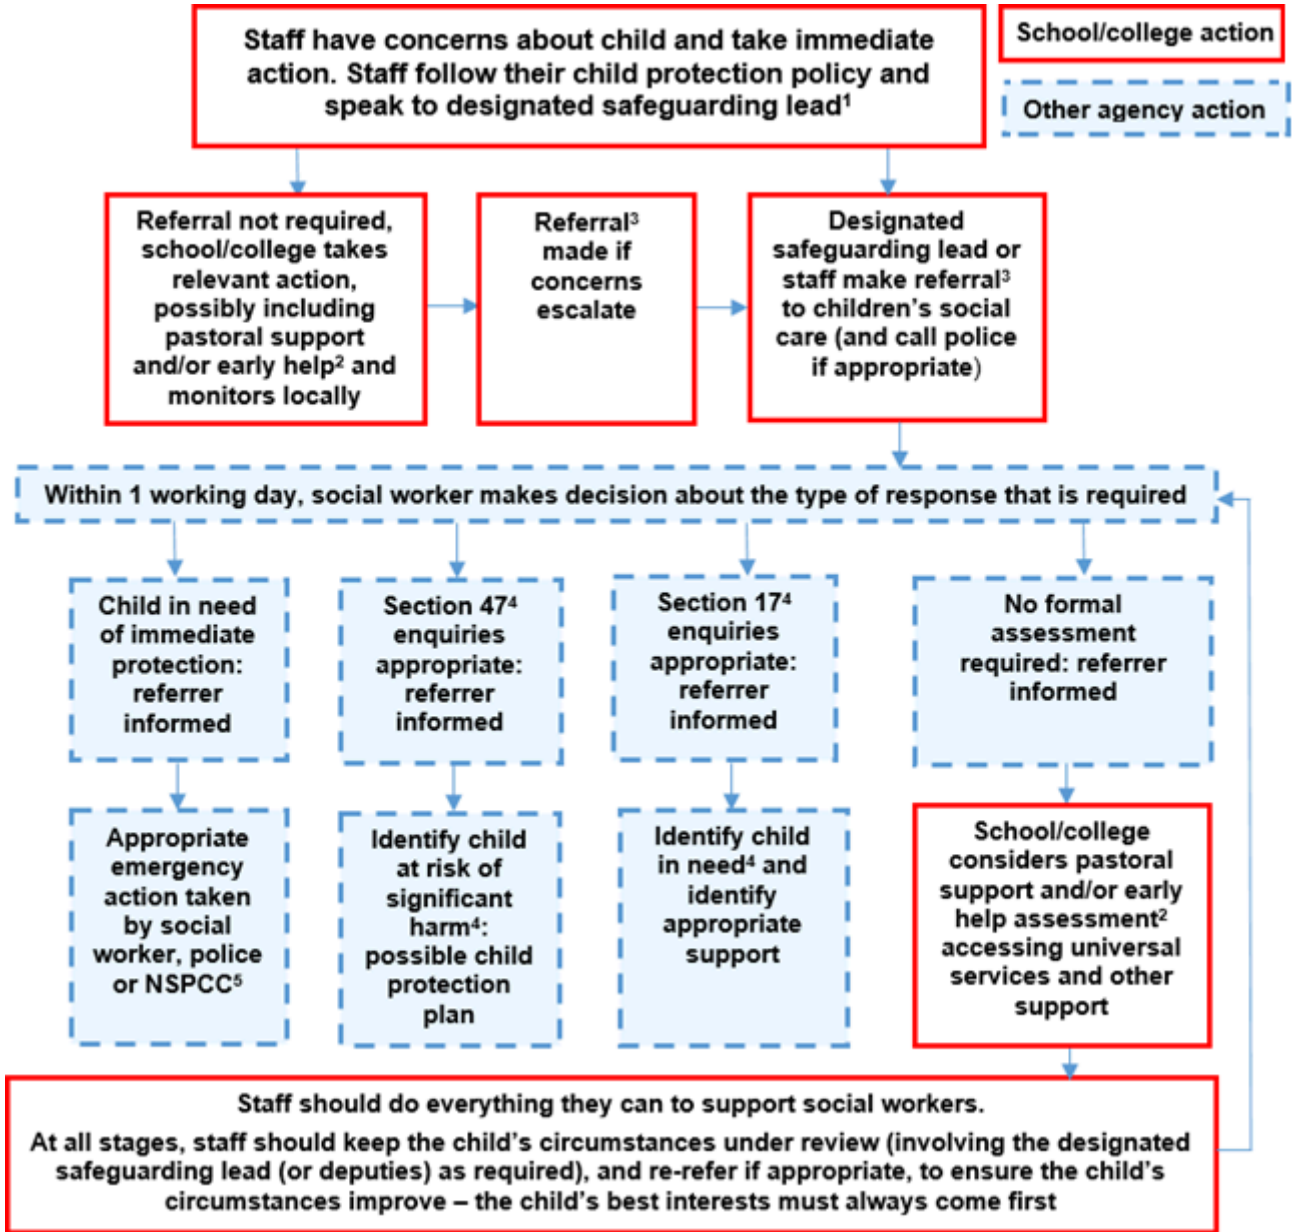 Staff have concerns about child and take immediate
action. Staff follow their child protection policy and
speak to designated safeguarding lead¹
School/college action
Other agency action
Referral not required,
school/college takes
relevant action,
possibly including
pastoral support
and/or early help² and
monitors locally
Referral³
made if
concerns
escalate
Designated
safeguarding lead or
staff make referral³
to children’s social
care (and call police
if appropriate)
Within 1 working day, social worker makes decision about the type of response that is required
Child in need
of immediate
protection:
referrer
informed
Section 47⁴
enquiries
appropriate:
referrer
informed
Section 17⁴
enquiries
appropriate:
referrer
informed
No formal
assessment
required: referrer
informed
Appropriate
emergency
action taken
by social
worker, police
or NSPCC⁵
Identify child
at risk of
significant
harm⁴:
possible child
protection
plan
Identify child
in need⁴ and
identify
appropriate
support
School/college
considers pastoral
support and/or early
help assessment²
accessing universal
services and other
support
Staff should do everything they can to support social workers.
At all stages, staff should keep the child’s circumstances under review (involving the designated
safeguarding lead (or deputies) as required), and re-refer if appropriate, to ensure the child’s
circumstances improve – the child’s best interests must always come first